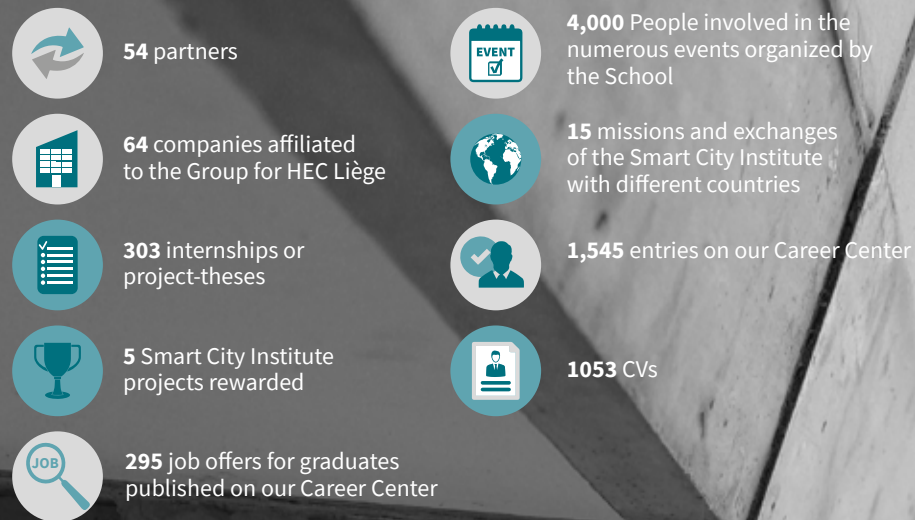 54 partners
64 companies affiliated
to the Group for HEC Liège
303 internships or
project-theses
5 Smart City Institute
projects rewarded
JOB
295 job offers for graduates
published on our Career Center
EVENT
4,000 People involved in the
numerous events organized by
the School
15 missions and exchanges
of the Smart City Institute
with different countries
1,545 entries on our Career Center
1053 CVs